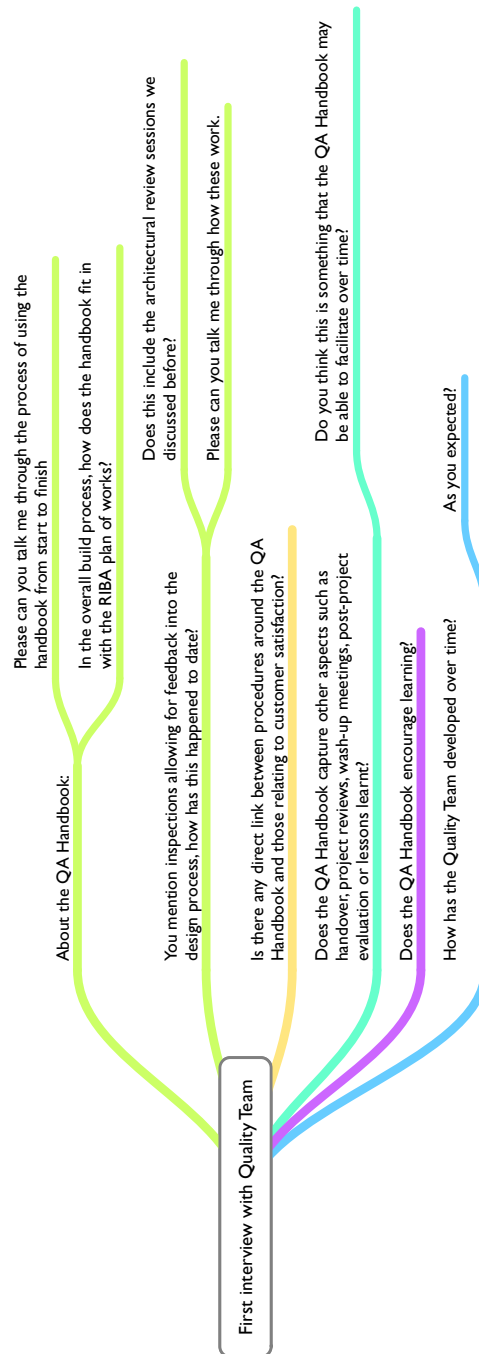 First interview with Quality Team
About the QA Handbook:
Please can you talk me through the process of using the
handbook from start to finish
In the overall build process, how does the handbook fit in
with the RIBA plan of works?
You mention inspections allowing for feedback into the
design process, how has this happened to date?
Does this include the architectural review sessions we
discussed before?
Please can you talk me through how these work.
Is there any direct link between procedures around the QA
Handbook and those relating to customer satisfaction?
Does the QA Handbook capture other aspects such as
handover, project reviews, wash-up meetings, post-project
evaluation or lessons learnt?
Do you think this is something that the QA Handbook may
be able to facilitate over time?
Does the QA Handbook encourage learning?
How has the Quality Team developed over time?
As you expected?